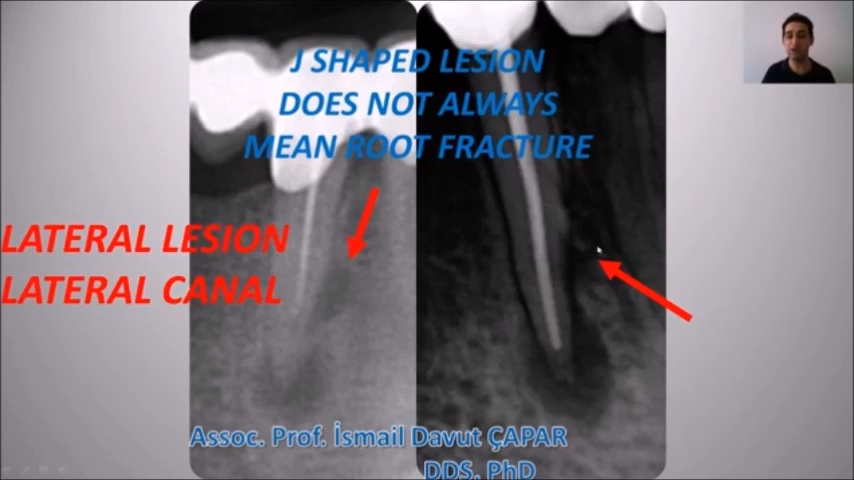 J SHAPED LESION
DOES NOT ALWAYS
MEAN ROOT FRACTURE
LATERAL LESION
LATERAL CANAL
Assoc. Prof. İsmail Davut ÇAPAR
DDS, PhD